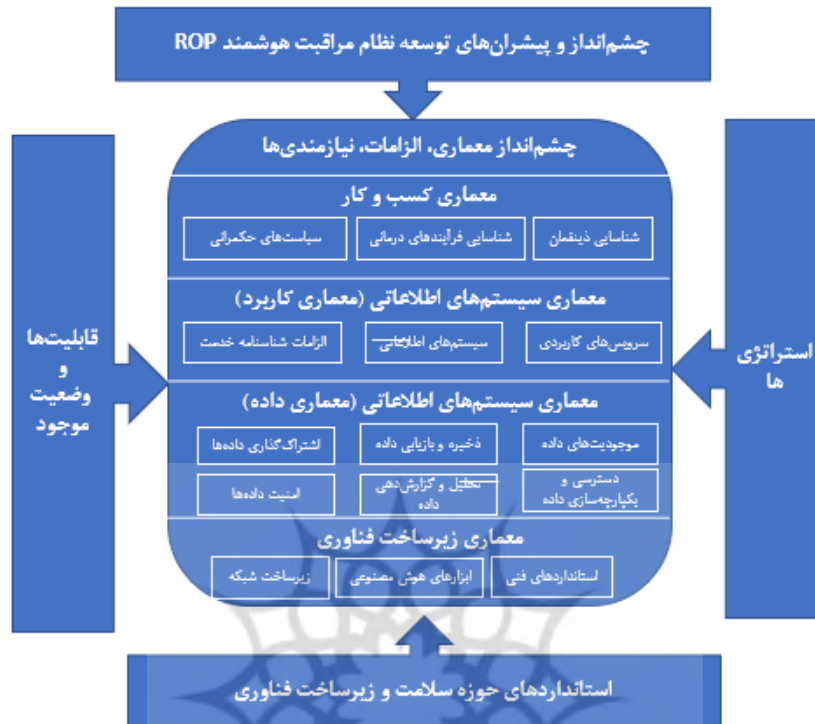 چشم‌انداز و پیشران‌های توسعه نظام مراقبت هوشمند ROP
چشم‌انداز معماری، الزامات، نیازمندی‌ها
معماری کسب و کار
شناسایی ذینفعان
شناسایی فرآیندهای درمانی
سیاست‌های حکمرانی
معماری سیستم‌های اطلاعاتی (معماری کاربرد)
سرویس‌های کاربردی
سیستم‌های اطلاعاتی
الزامات شناسنامه خدمت
معماری سیستم‌های اطلاعاتی (معماری داده)
موجودیت‌های داده
ذخیره و بازیابی داده
اشتراک‌گذاری داده‌ها
دسترسی و
یکپارچه‌سازی داده
تحلیل و گزارش‌دهی
داده
امنیت داده‌ها
معماری زیرساخت فناوری
استانداردهای فنی
ابزارهای هوش مصنوعی
زیرساخت شبکه
استراتژی
ها
قابلیت‌ها
و
وضعیت
موجود
استانداردهای حوزه سلامت و زیرساخت فناوری